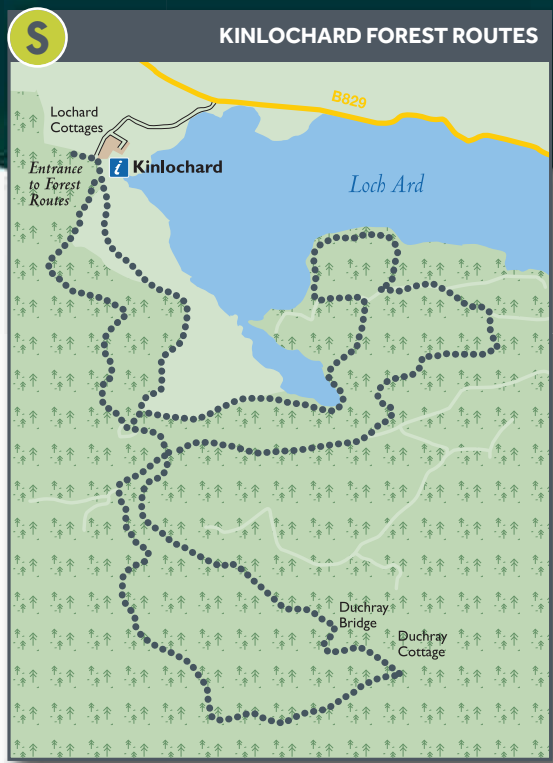 S
KINLOCHARD FOREST ROUTES
B829
Lochard
Cottages
i Kinlochard
Entrance
to Forest
Routes
Loch Ard
Duchray
Bridge
Duchray
Cottage